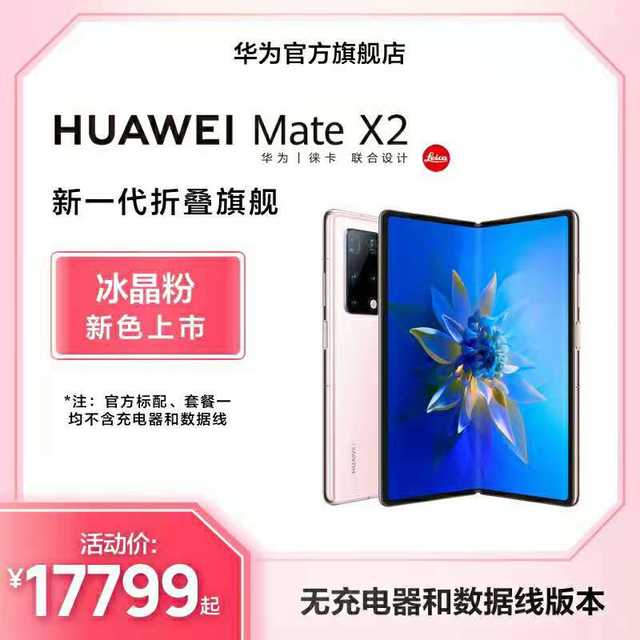 华为官方旗舰店
HUAWEI Mate X2
华为 | 徕卡 联合设计
Leica
新一代折叠旗舰
冰晶粉
新色上市
*注：官方标配、套餐一
均不含充电器和数据线
HUAWEI
活动价:
¥17799起
无充电器和数据线版本